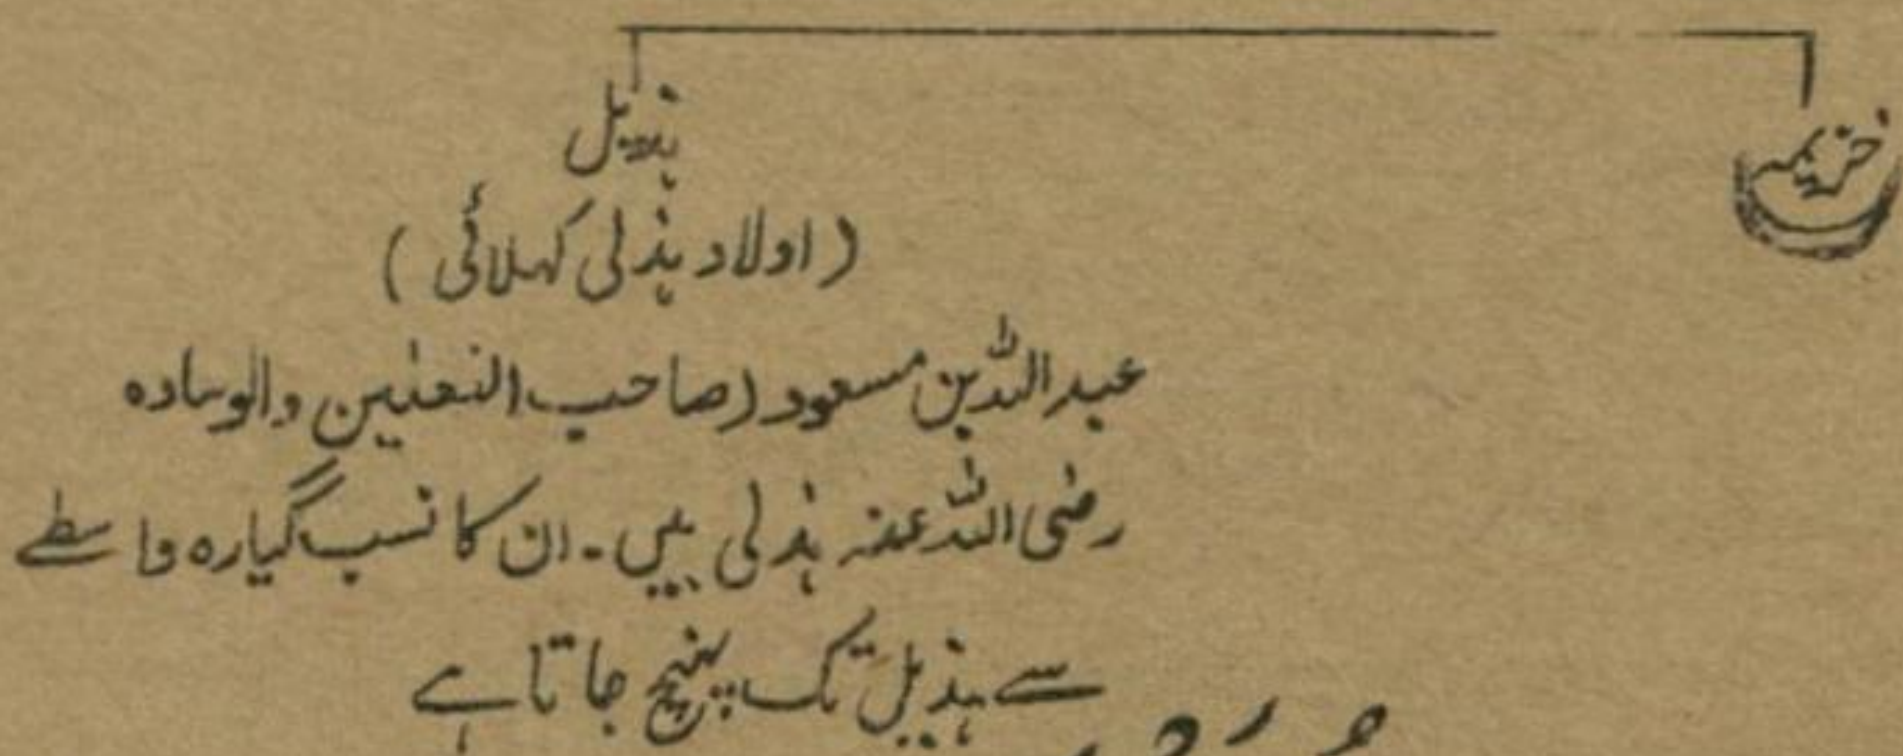 خزیمہ
ہذیل
(اولاد ہذلی کہلائی)
عبداللہ بن مسعود (صاحب النعلین والوسادہ
رضی اللہ عنہ ہذلی ہیں۔ ان کا نسب گیارہ واسطے
سے ہذیل تک پہنچ جاتا ہے